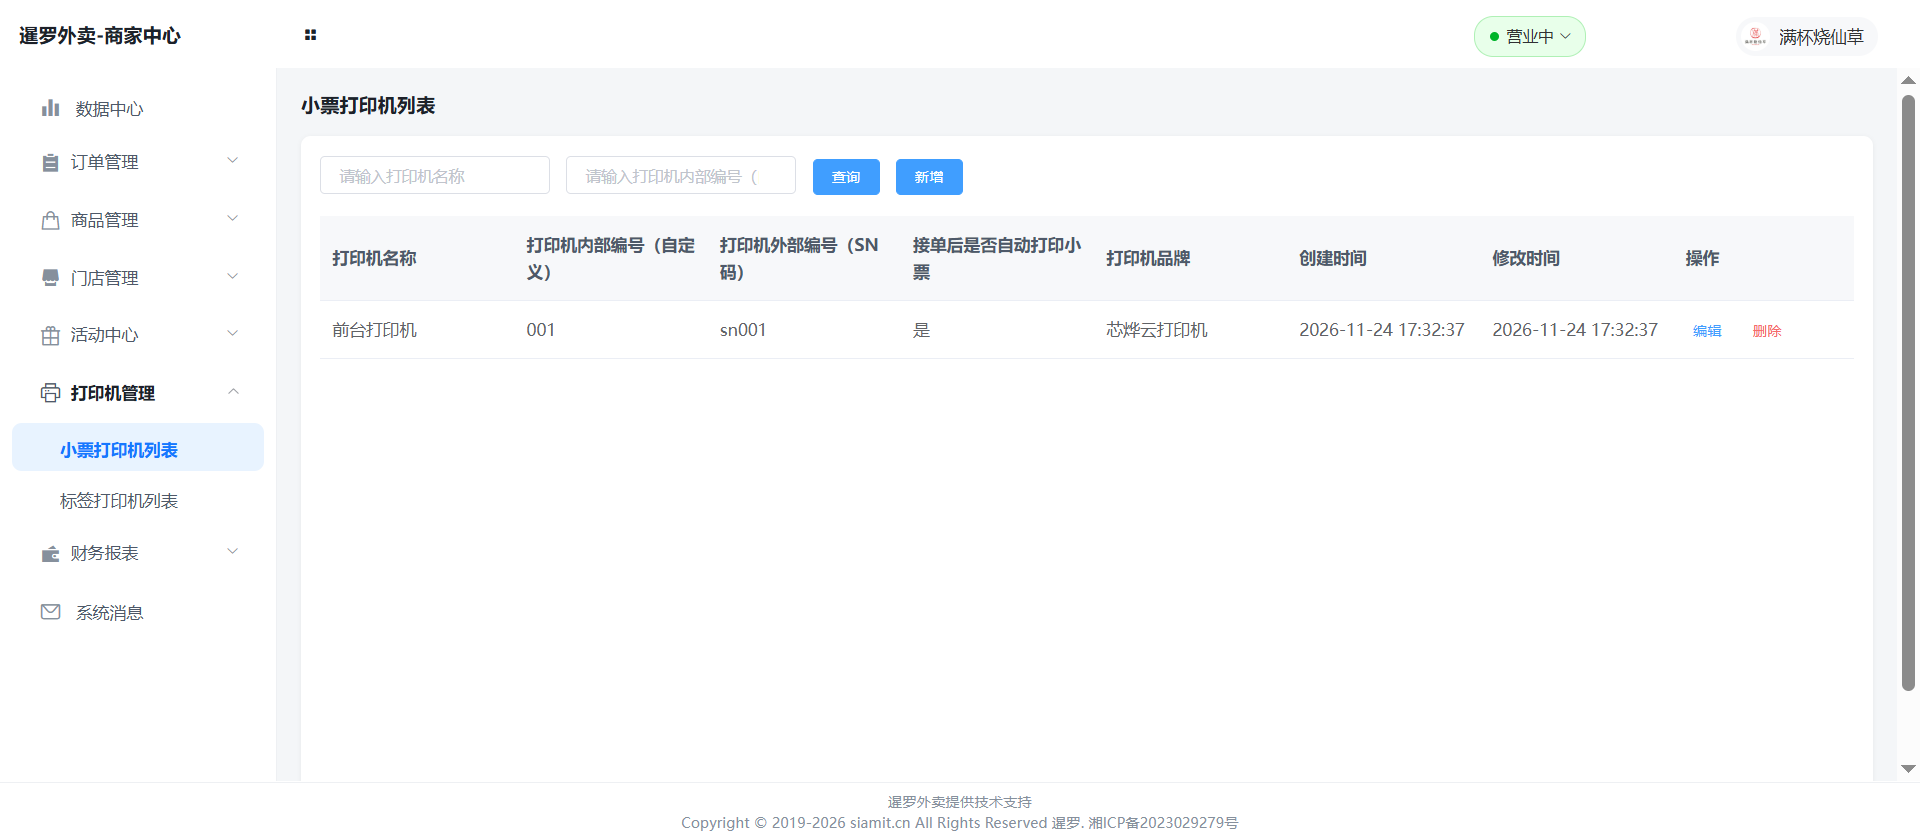 暹罗外卖-商家中心
营业中
满杯烧仙草
数据中心
订单管理
商品管理
门店管理
活动中心
打印机管理
小票打印机列表
标签打印机列表
财务报表
系统消息
小票打印机列表
请输入打印机名称
请输入打印机内部编号（
查询
新增
打印机名称
打印机内部编号（自定
义）
打印机外部编号（SN
码）
接单后是否自动打印小
票
打印机品牌
创建时间
修改时间
操作
前台打印机
001
sn001
是
芯烨云打印机
2026-11-24 17:32:37
2026-11-24 17:32:37
编辑
删除
暹罗外卖提供技术支持
Copyright © 2019-2026 siamit.cn All Rights Reserved 暹罗. 湘ICP备2023029279号